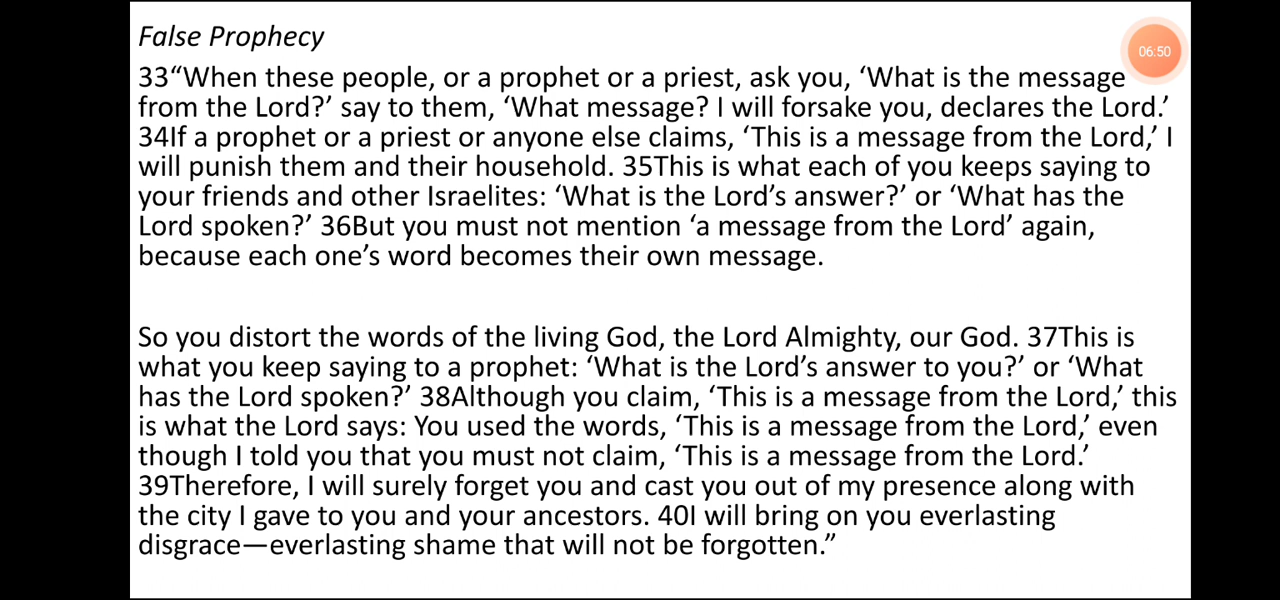 False Prophecy
06:50
33“When these people, or a prophet or a priest, ask you, ‘What is the message
from the Lord?’ say to them, ‘What message? I will forsake you, declares the Lord.’
34If a prophet or a priest or anyone else claims, ‘This is a message from the Lord,’ I
will punish them and their household. 35This is what each of you keeps saying to
your friends and other Israelites: ‘What is the Lord’s answer?’ or ‘What has the
Lord spoken?’ 36But you must not mention ‘a message from the Lord’ again,
because each one’s word becomes their own message.
So you distort the words of the living God, the Lord Almighty, our God. 37This is
what you keep saying to a prophet: ‘What is the Lord’s answer to you?’ or ‘What
has the Lord spoken?’ 38Although you claim, ‘This is a message from the Lord,’ this
is what the Lord says: You used the words, ‘This is a message from the Lord,’ even
though I told you that you must not claim, ‘This is a message from the Lord.’
39Therefore, I will surely forget you and cast you out of my presence along with
the city I gave to you and your ancestors. 40I will bring on you everlasting
disgrace—everlasting shame that will not be forgotten.”